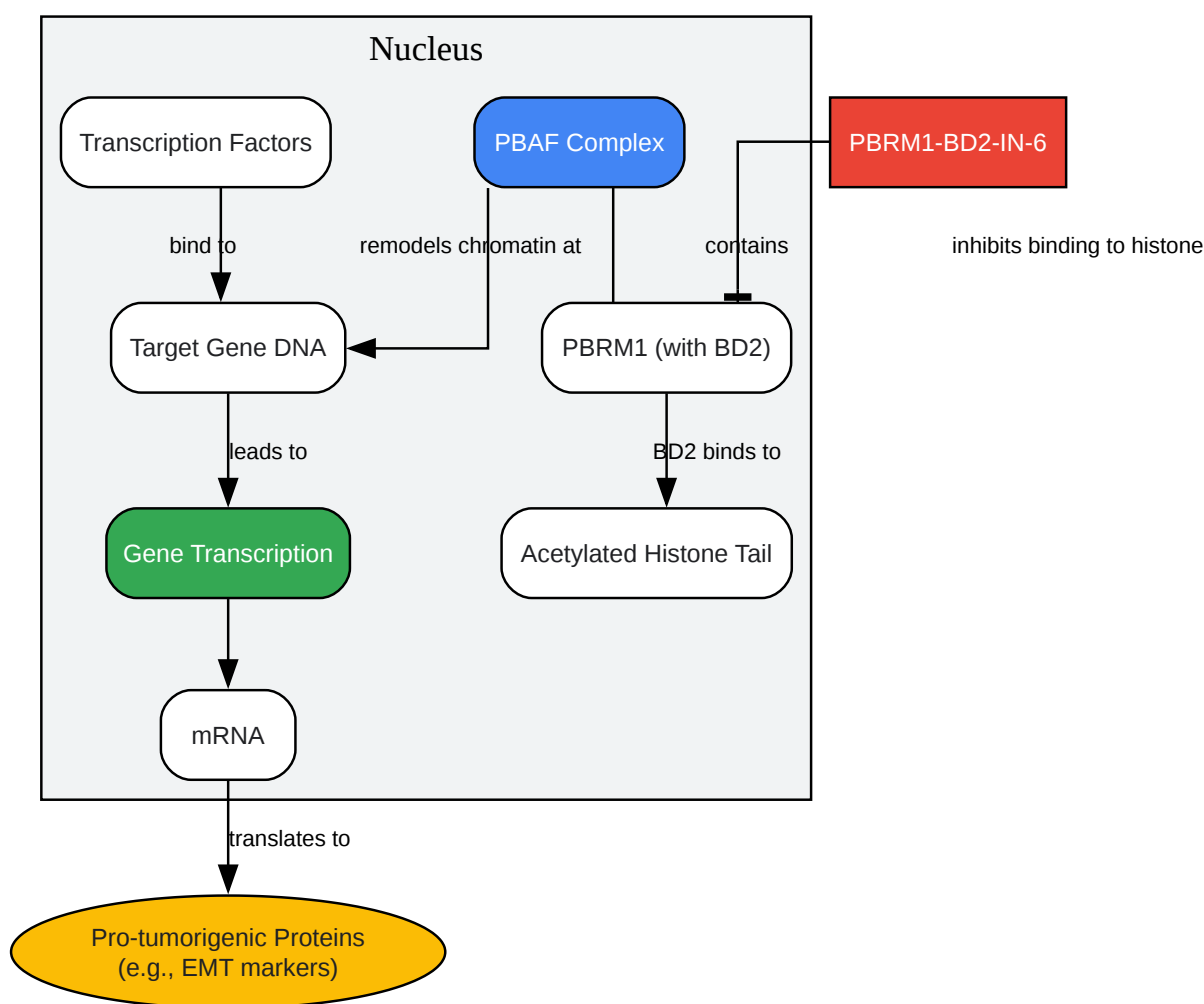 Nucleus
Transcription Factors
PBAF Complex
PBRM1-BD2-IN-6
bind to
remodels chromatin at
contains
inhibits binding to histone
Target Gene DNA
PBRM1 (with BD2)
leads to
BD2 binds to
Gene Transcription
Acetylated Histone Tail
mRNA
translates to
Pro-tumorigenic Proteins
(e.g., EMT markers)